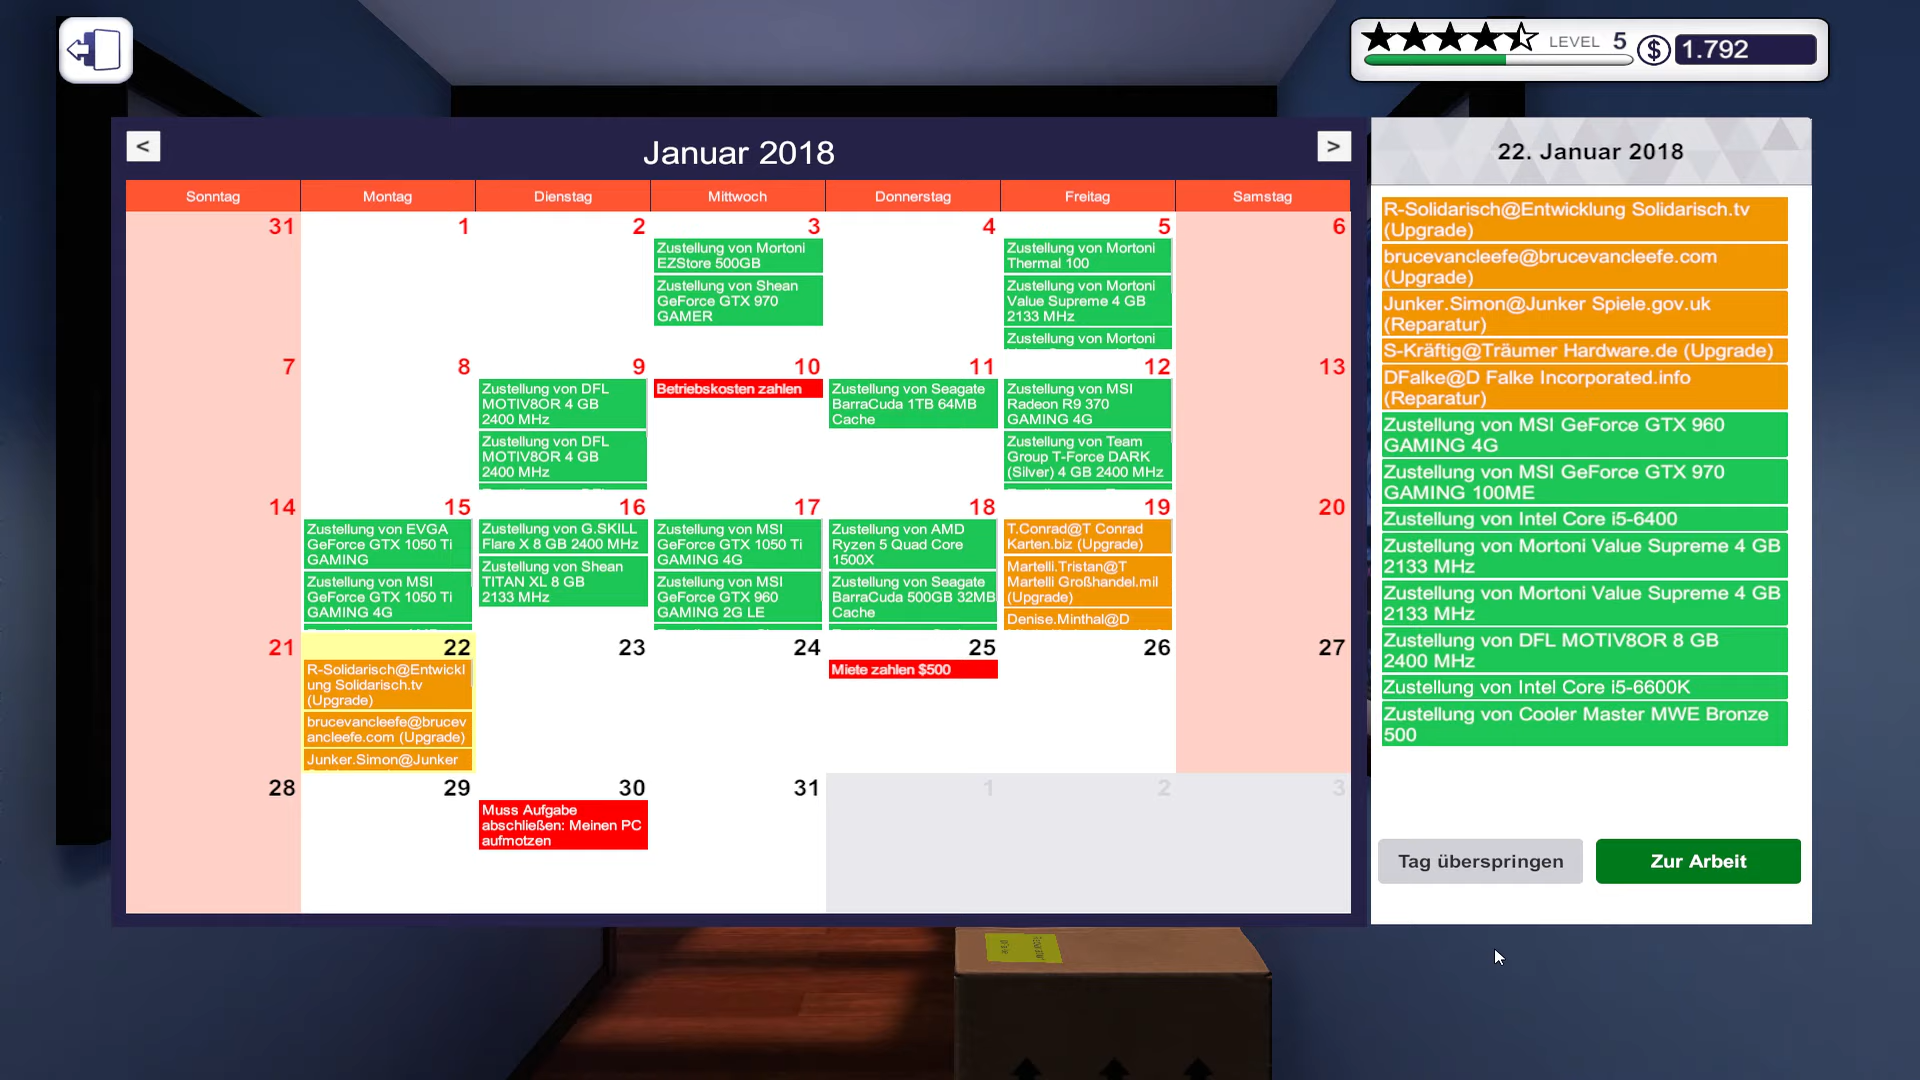 LEVEL 5
1.792
<
Januar 2018
>
Sonntag
Montag
Dienstag
Mittwoch
Donnerstag
Freitag
Samstag
31
1
2
3
Zustellung von Mortoni
EZStore 500GB
Zustellung von Shean
GeForce GTX 970
GAMER
4
5
Zustellung von Mortoni
Thermal 100
Zustellung von Mortoni
Value Supreme 4 GB
2133 MHz
Zustellung von Mortoni
6
7
8
9
Zustellung von DFL
MOTIV8OR 4 GB
2400 MHz
Zustellung von DFL
MOTIV8OR 4 GB
2400 MHz
10
Betriebskosten zahlen
11
Zustellung von Seagate
BarraCuda 1TB 64MB
Cache
12
Zustellung von MSI
Radeon R9 370
GAMING 4G
Zustellung von Team
Group T-Force DARK
(Silver) 4 GB 2400 MHz
13
14
15
Zustellung von EVGA
GeForce GTX 1050 Ti
GAMING
Zustellung von MSI
GeForce GTX 1050 Ti
GAMING 4G
16
Zustellung von G.SKILL
Flare X 8 GB 2400 MHz
Zustellung von Shean
TITAN XL 8 GB
2133 MHz
17
Zustellung von MSI
GeForce GTX 1050 Ti
GAMING 4G
Zustellung von MSI
GeForce GTX 960
GAMING 2G LE
18
Zustellung von AMD
Ryzen 5 Quad Core
1500X
Zustellung von Seagate
BarraCuda 500GB 32MB
Cache
19
T.Conrad@T Conrad
Karten.biz (Upgrade)
Martelli.Tristan@T
Martelli Großhandel.mil
(Upgrade)
Denise.Minthal@D
20
21
22
R-Solidarisch@Entwickl
ung Solidarisch.tv
(Upgrade)
brucevancleefe@brucev
ancleefe.com (Upgrade)
Junker.Simon@Junker
23
24
25
Miete zahlen $500
26
27
28
29
30
Muss Aufgabe
abschließen: Meinen PC
aufmotzen
31
1
2
3
22. Januar 2018
R-Solidarisch@Entwicklung Solidarisch.tv
(Upgrade)
brucevancleefe@brucevancleefe.com
(Upgrade)
Junker.Simon@Junker Spiele.gov.uk
(Reparatur)
S-Kräftig@Träumer Hardware.de (Upgrade)
DFalke@D Falke Incorporated.info
(Reparatur)
Zustellung von MSI GeForce GTX 960
GAMING 4G
Zustellung von MSI GeForce GTX 970
GAMING 100ME
Zustellung von Intel Core i5-6400
Zustellung von Mortoni Value Supreme 4 GB
2133 MHz
Zustellung von Mortoni Value Supreme 4 GB
2133 MHz
Zustellung von DFL MOTIV8OR 8 GB
2400 MHz
Zustellung von Intel Core i5-6600K
Zustellung von Cooler Master MWE Bronze
500
Tag überspringen
Zur Arbeit